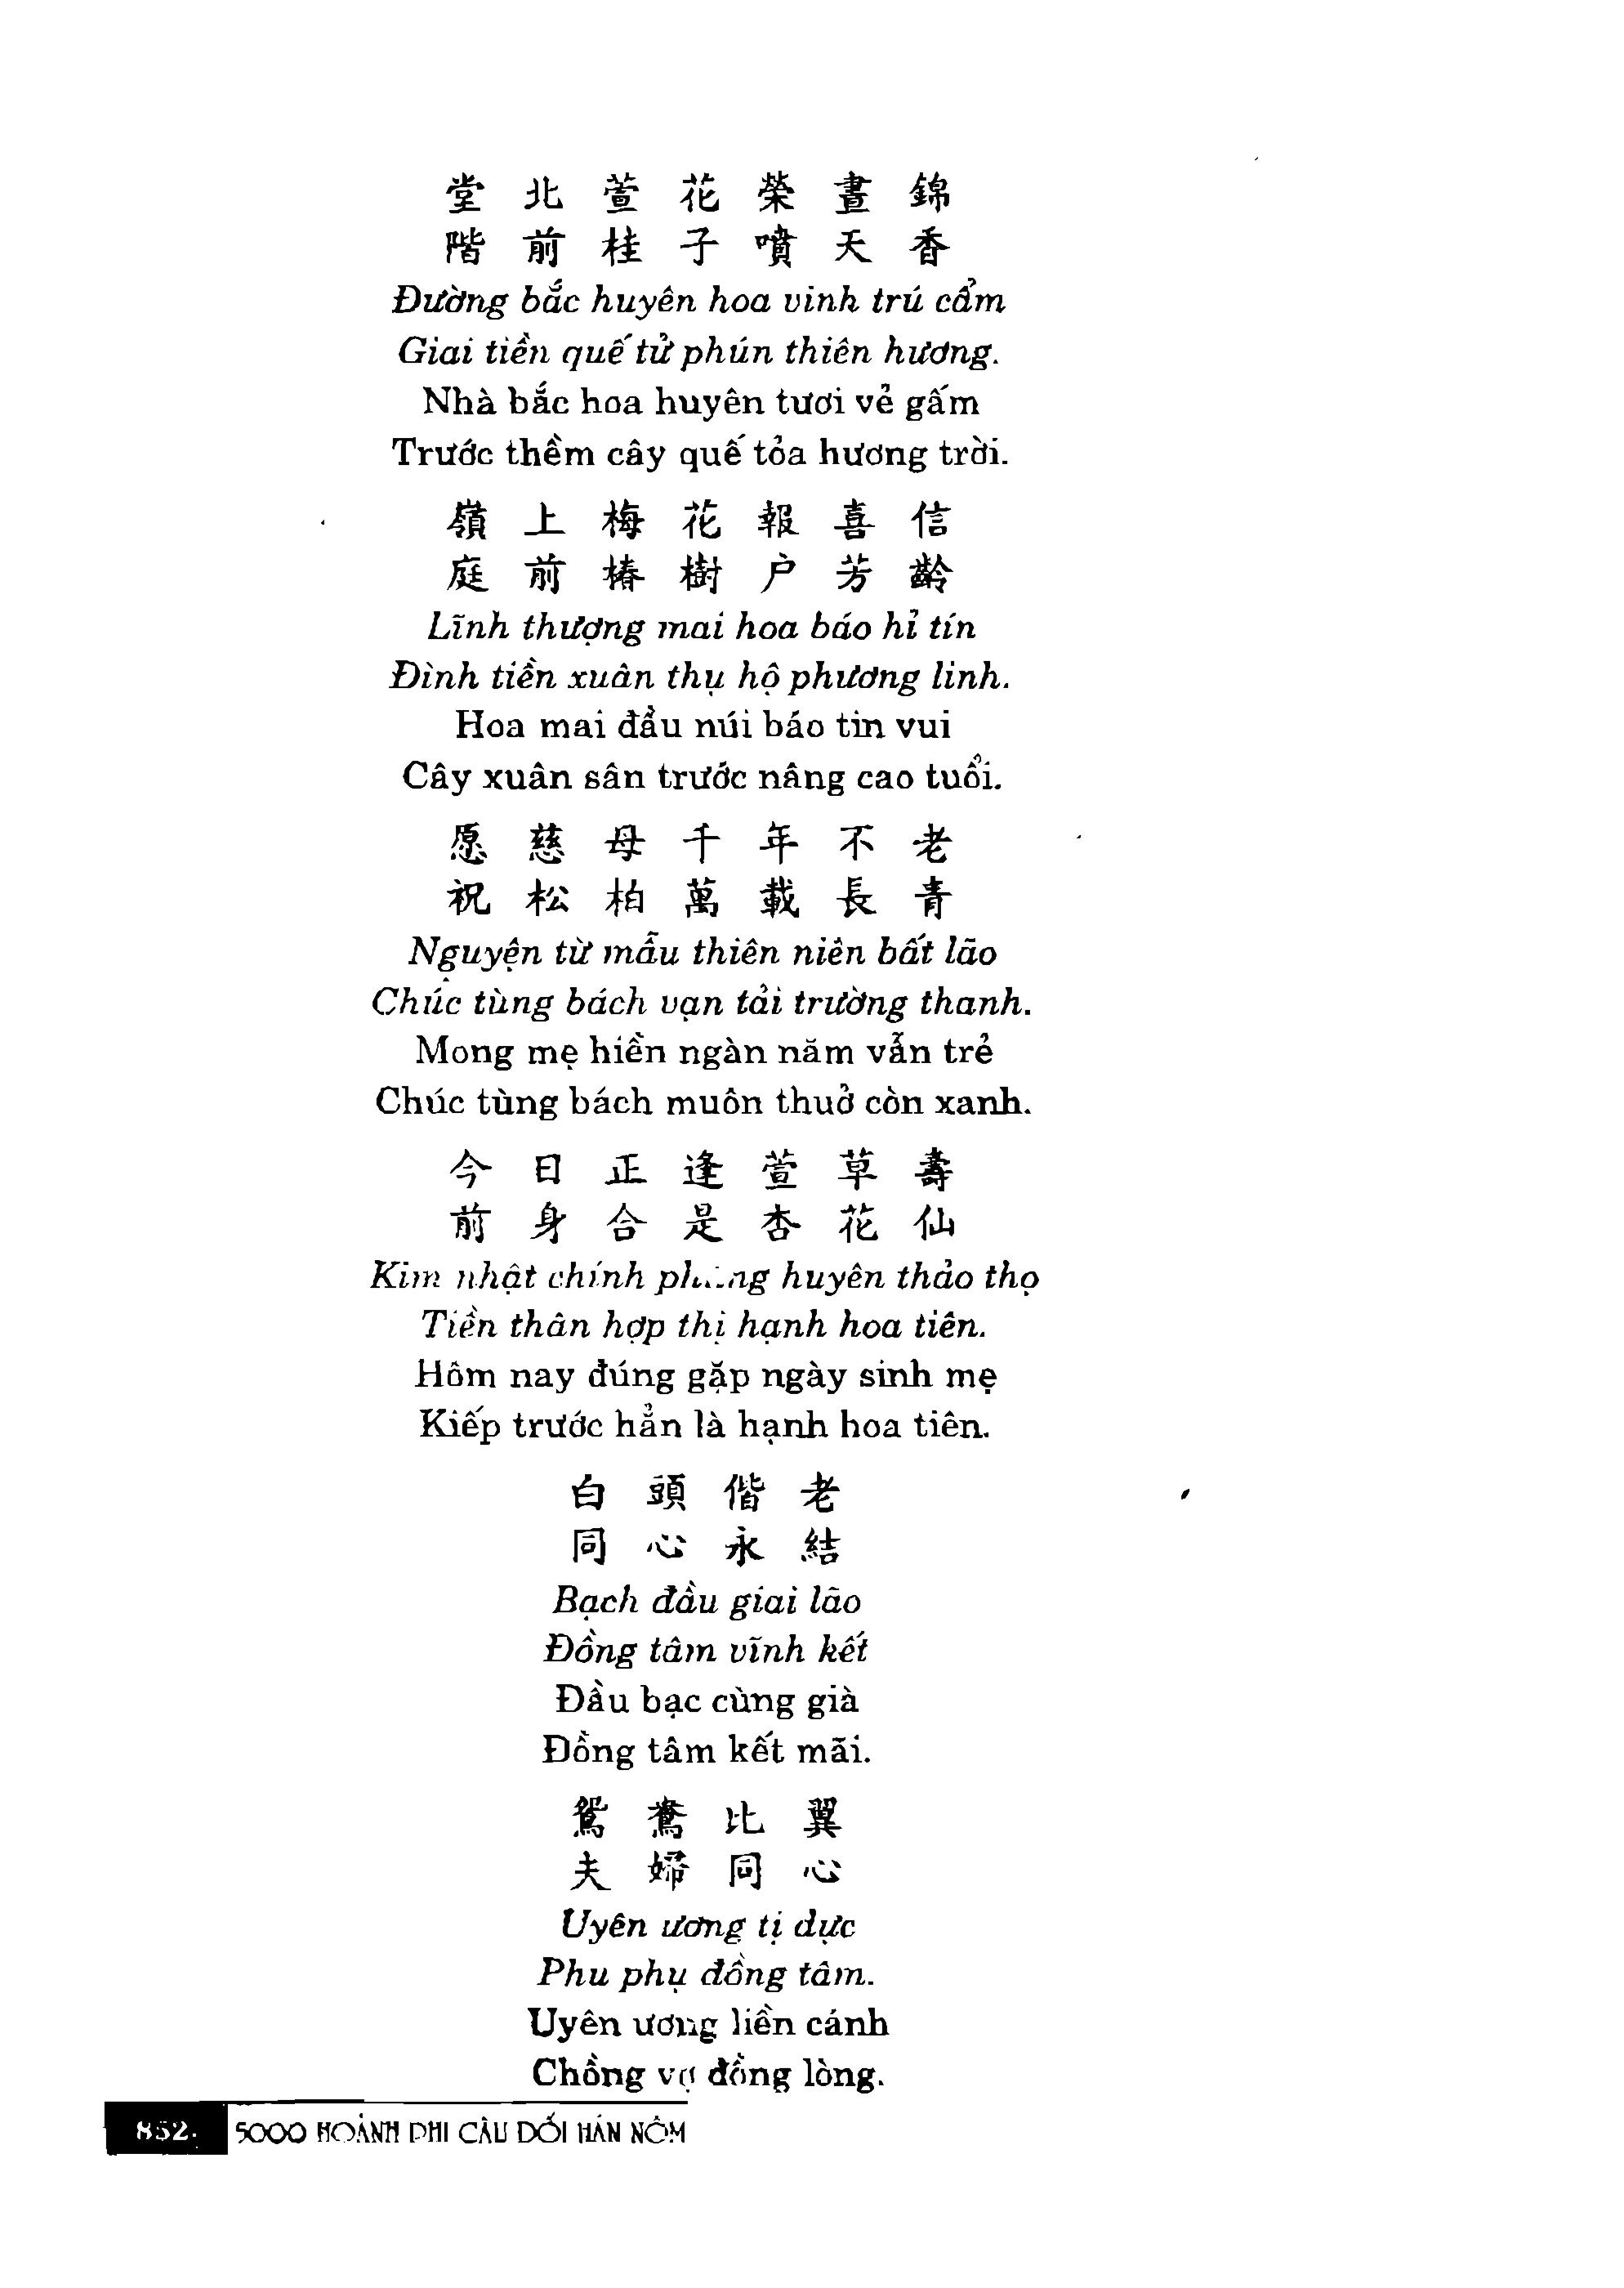 堂北萱花榮晝錦
階前桂子噴天香
Đường bắc huyên hoa vinh trú cẩm
Giai tiền quế tử phún thiên hương.
Nhà bắc hoa huyên tươi vẻ gấm
Trước thềm cây quế tỏa hương trời.
嶺上梅花報喜信
庭前椿樹户芳齡
Lĩnh thượng mai hoa báo hỉ tín
Đình tiền xuân thụ hộ phương linh.
Hoa mai đầu núi báo tin vui
Cây xuân sân trước nâng cao tuổi.
愿慈母千年不老
祝松柏萬載長青
Nguyện từ mẫu thiên niên bất lão
Chúc tùng bách vạn tải trường thanh.
Mong mẹ hiền ngàn năm vẫn trẻ
Chúc tùng bách muôn thuở còn xanh.
今日正逢萱草壽
前身合是杏花仙
Kim nhật chính huyên thảo thọ
Tiền thân hợp thị hạnh hoa tiên.
Hôm nay đúng gặp ngày sinh mẹ
Kiếp trước hẳn là hạnh hoa tiên.
白頭偕老
同心永結
Bạch đầu giai lão
Đồng tâm vĩnh kết
Đầu bạc cùng già
Đồng tâm kết mãi.
鴛鴦比翼
夫婦同心
Uyên ương tị dực
Phu phụ đồng tâm.
Uyên ương liền cánh
Chồng vợ đồng lòng.
852. 5000 HOÀNH PHI CÂU ĐỐI HÁN NÔM